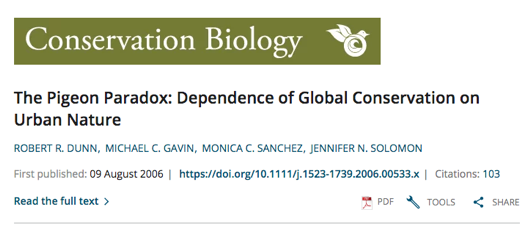 Conservation Biology
The Pigeon Paradox: Dependence of Global Conservation on
Urban Nature
ROBERT R. DUNN, MICHAEL C. GAVIN, MONICA C. SANCHEZ, JENNIFER N. SOLOMON
First published: 09 August 2006 | https://doi.org/10.1111/j.1523-1739.2006.00533.x | Citations: 103
Read the full text >
PDF TOOLS SHARE